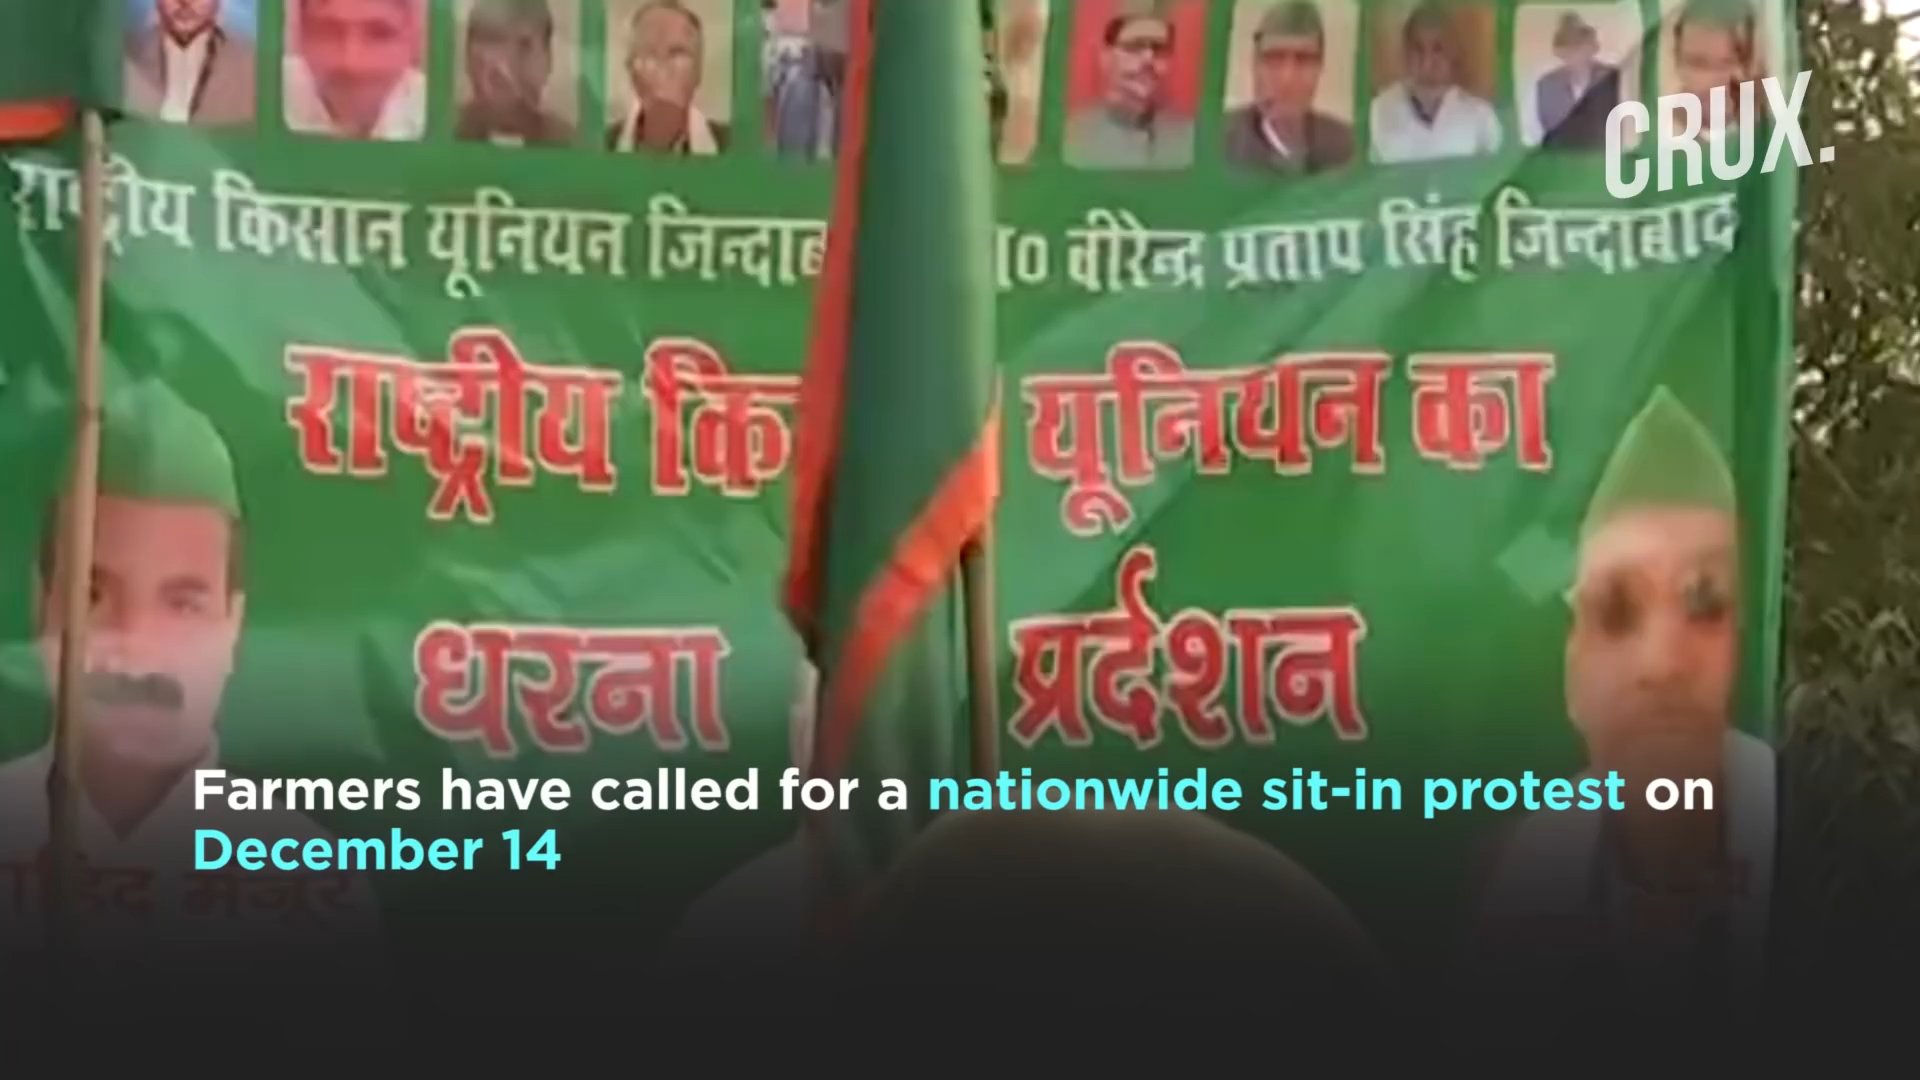 CRUX.
राष्ट्रीय किसान यूनियन जिन्दाब
वीरेन्द्र प्रताप सिंह जिन्दाबाद
राष्ट्रीय कि यूनियन का
धरना प्रर्दशन
Farmers have called for a nationwide sit-in protest on
December 14